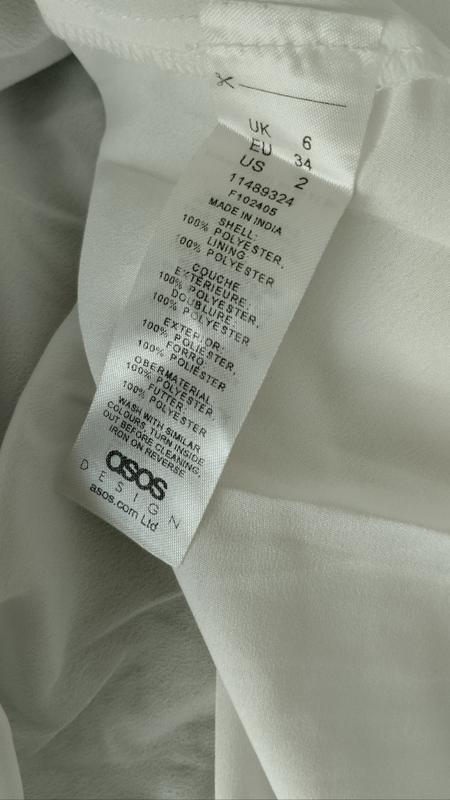 UK 6
EU 34
US 2
11489324
F102405
MADE IN INDIA
SHELL:
100% POLYESTER.
LINING:
100% POLYESTER
COUCHE
EXTÉRIEURE:
100% POLYESTER.
DOUBLURE:
100% POLYESTER
EXTERIOR:
100% POLIÉSTER.
FORRO:
100% POLIÉSTER
OBERMATERIAL:
100% POLYESTER.
FUTTER:
100% POLYESTER
WASH WITH SIMILAR
COLOURS, TURN INSIDE
OUT BEFORE CLEANING,
IRON ON REVERSE
asos
DESIGN
asos.com Ltd